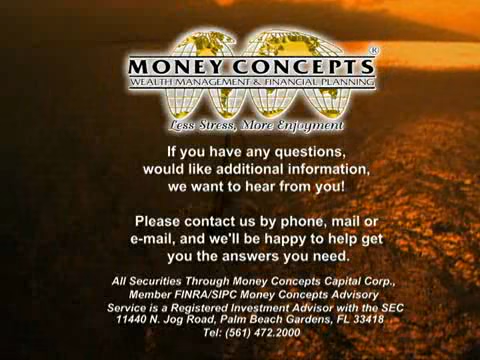 MONEY CONCEPTS®
WEALTH MANAGEMENT & FINANCIAL PLANNING
Less Stress, More Enjoyment
If you have any questions,
would like additional information,
we want to hear from you!
Please contact us by phone, mail or
e-mail, and we'll be happy to help get
you the answers you need.
All Securities Through Money Concepts Capital Corp.,
Member FINRA/SIPC Money Concepts Advisory
Service is a Registered Investment Advisor with the SEC
11440 N. Jog Road, Palm Beach Gardens, FL 33418
Tel: (561) 472.2000